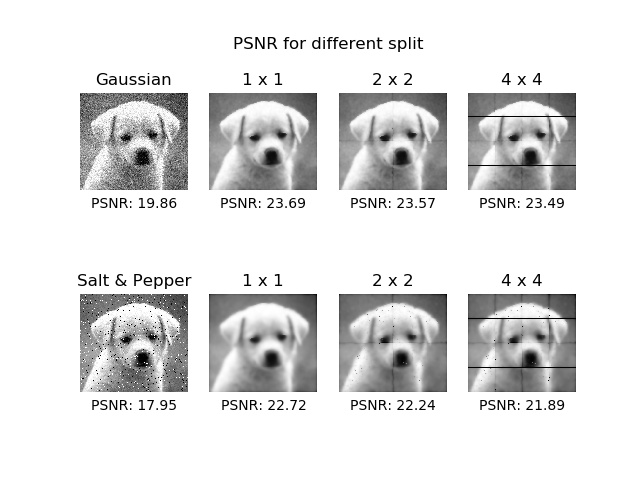 PSNR for different split
Gaussian 1 x 1 2 x 2 4 x 4
PSNR: 19.86 PSNR: 23.69 PSNR: 23.57 PSNR: 23.49
Salt & Pepper 1 x 1 2 x 2 4 x 4
PSNR: 17.95 PSNR: 22.72 PSNR: 22.24 PSNR: 21.89